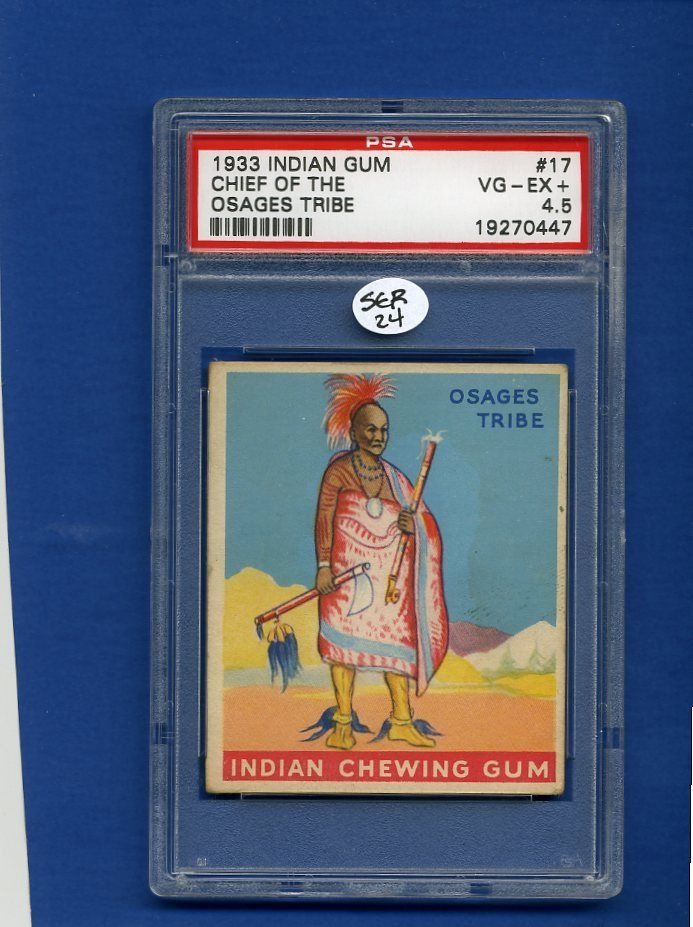 PSA
1933 INDIAN GUM #17
CHIEF OF THE VG-EX+
OSAGES TRIBE 4.5
19270447
SER
24
OSAGES
TRIBE
INDIAN CHEWING GUM
PSA